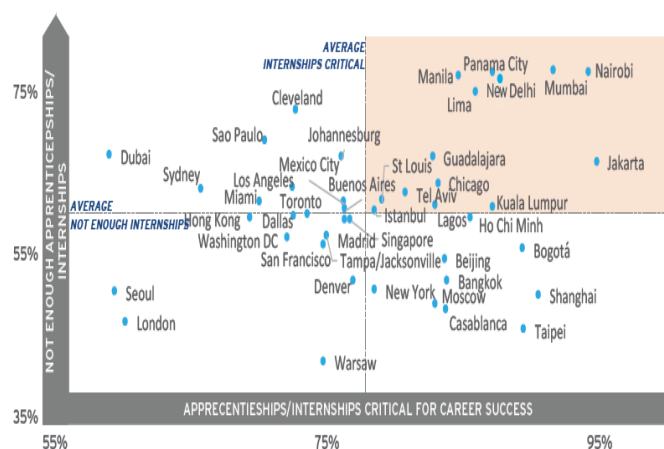 AVERAGE
INTERNSHIPS CRITICAL
Panama City
Manila
Nairobi
New Delhi
Mumbai
75%
Lima
Cleveland
Sao Paulo
Johannesburg
Dubai
St Louis
Guadalajara
Jakarta
Mexico City
Sydney
Los Angeles
Buenos Aires
Chicago
Miami
Tel Aviv
Toronto
Kuala Lumpur
AVERAGE
NOT ENOUGH INTERNSHIPS
Hong Kong
Dallas
Istanbul
Lagos
Ho Chi Minh
Washington DC
Madrid
Singapore
Bogotá
55%
San Francisco
Tampa/Jacksonville
Beijing
Denver
Bangkok
Seoul
New York
Moscow
Shanghai
London
Casablanca
Taipei
Warsaw
NOT ENOUGH APPRENTICEPSHIPS/
INTERNSHIPS
APPRECENTIESHIPS/INTERNSHIPS CRITICAL FOR CAREER SUCCESS
35%
55%
75%
95%